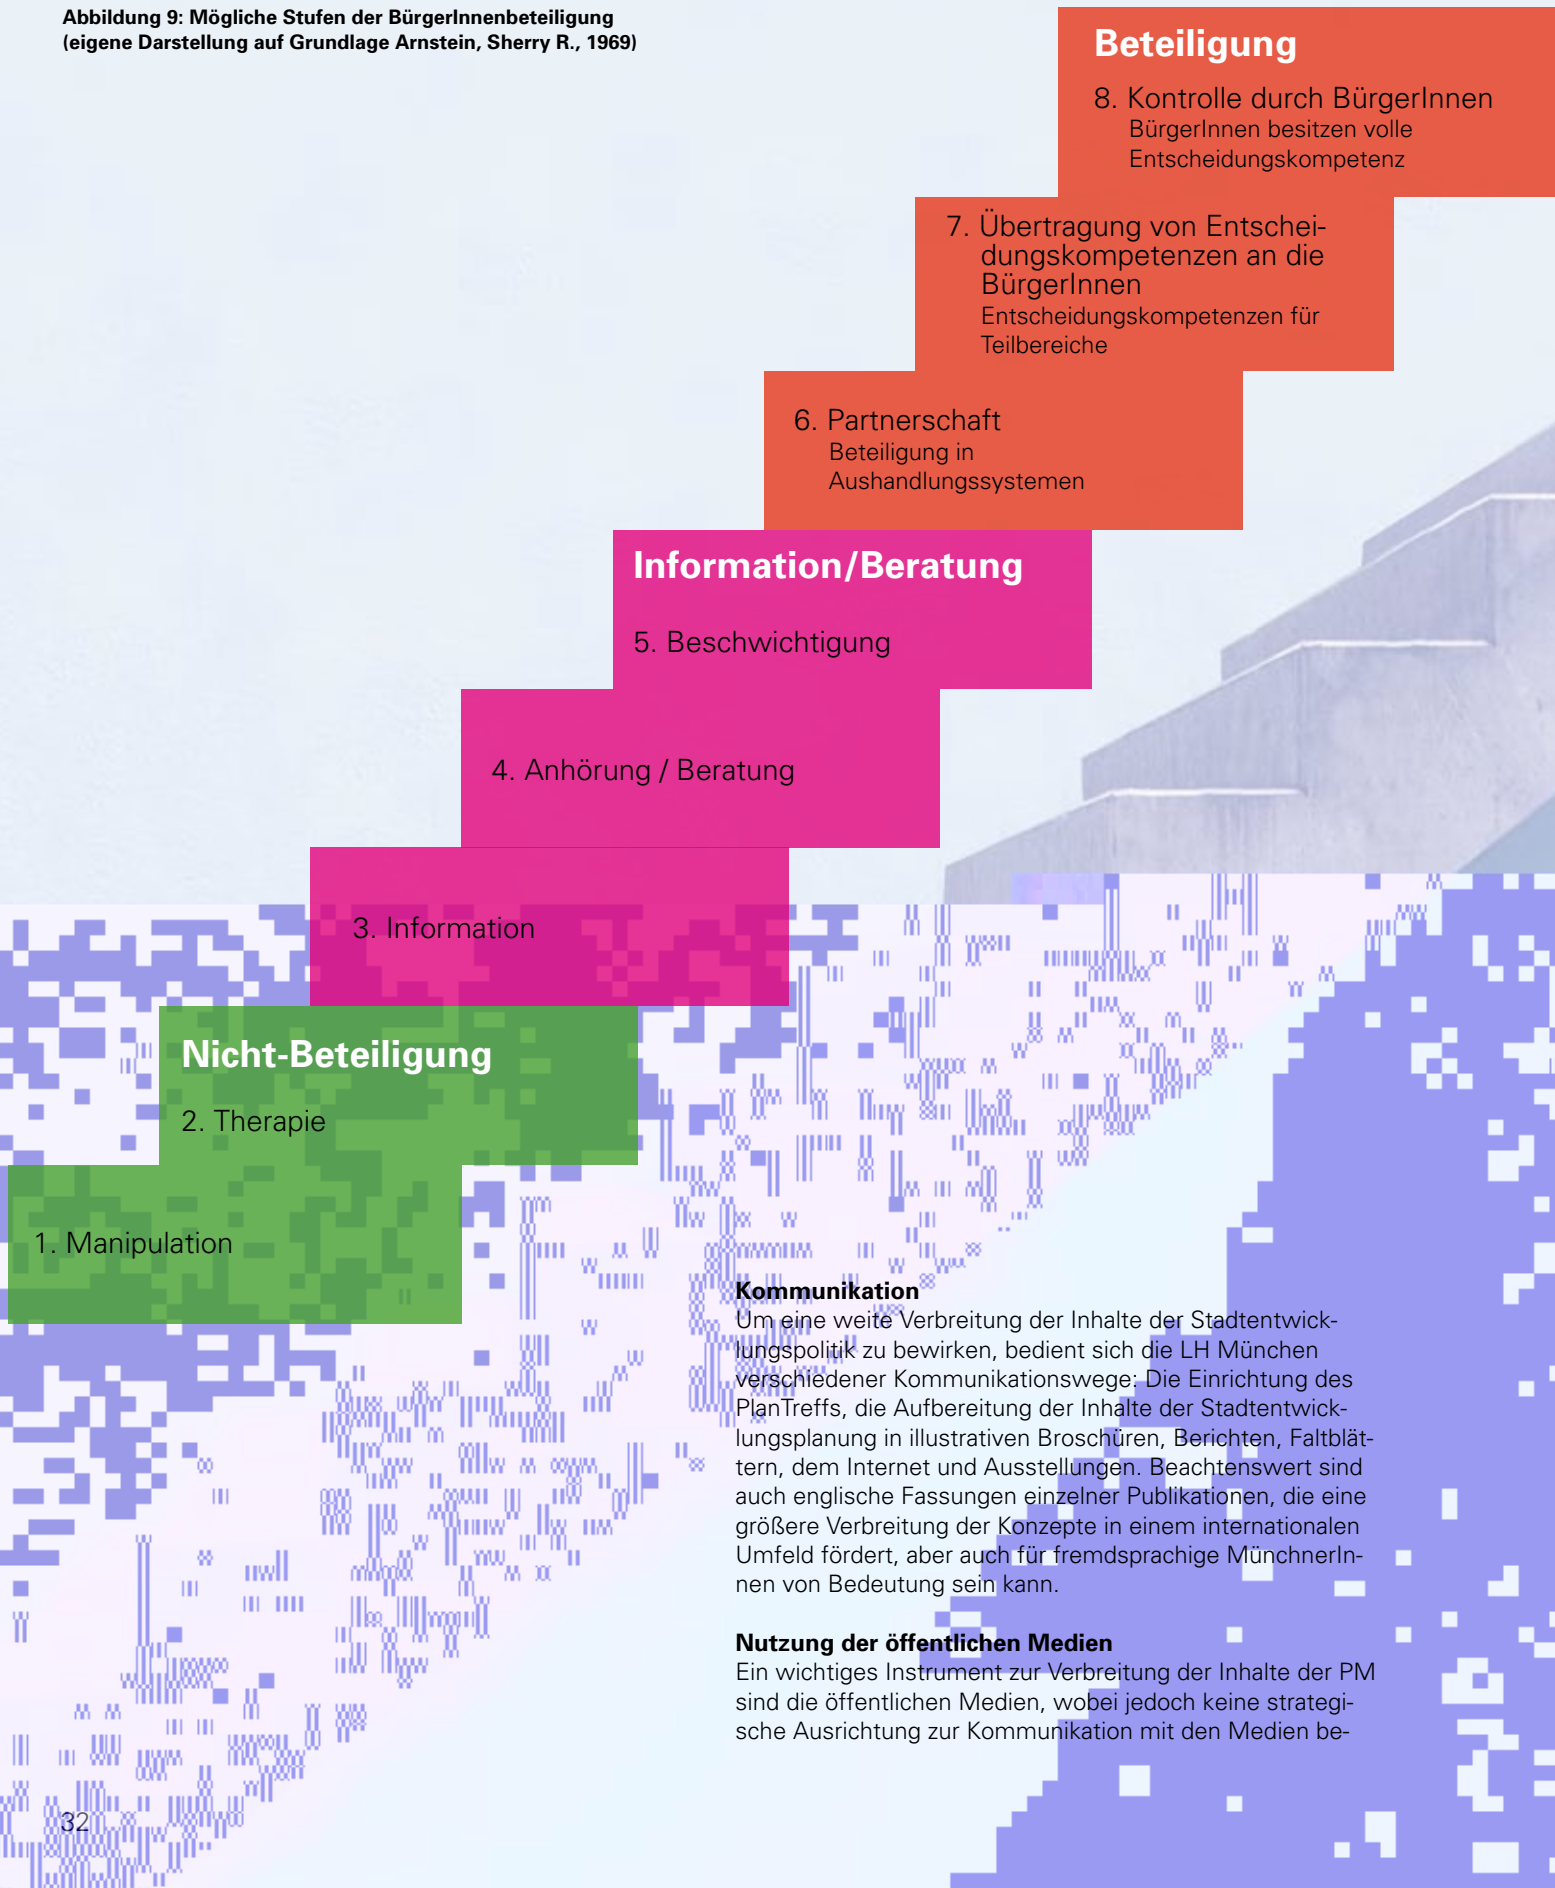 Abbildung 9: Mögliche Stufen der BürgerInnenbeteiligung
(eigene Darstellung auf Grundlage Arnstein, Sherry R., 1969)
Beteiligung
8. Kontrolle durch BürgerInnen
BürgerInnen besitzen volle
Entscheidungskompetenz
7. Übertragung von Entschei-
dungskompetenzen an die
BürgerInnen
Entscheidungskompetenzen für
Teilbereiche
6. Partnerschaft
Beteiligung in
Aushandlungssystemen
Information/Beratung
5. Beschwichtigung
4. Anhörung / Beratung
3. Information
Nicht-Beteiligung
2. Therapie
1. Manipulation
Kommunikation
Um eine weite Verbreitung der Inhalte der Stadtentwick-
lungspolitik zu bewirken, bedient sich die LH München
verschiedener Kommunikationswege: Die Einrichtung des
PlanTreffs, die Aufbereitung der Inhalte der Stadtentwick-
lungsplanung in illustrativen Broschüren, Berichten, Faltblät-
tern, dem Internet und Ausstellungen. Beachtenswert sind
auch englische Fassungen einzelner Publikationen, die eine
größere Verbreitung der Konzepte in einem internationalen
Umfeld fördert, aber auch für fremdsprachige MünchnerIn-
nen von Bedeutung sein kann.
Nutzung der öffentlichen Medien
Ein wichtiges Instrument zur Verbreitung der Inhalte der PM
sind die öffentlichen Medien, wobei jedoch keine strategi-
sche Ausrichtung zur Kommunikation mit den Medien be-
32